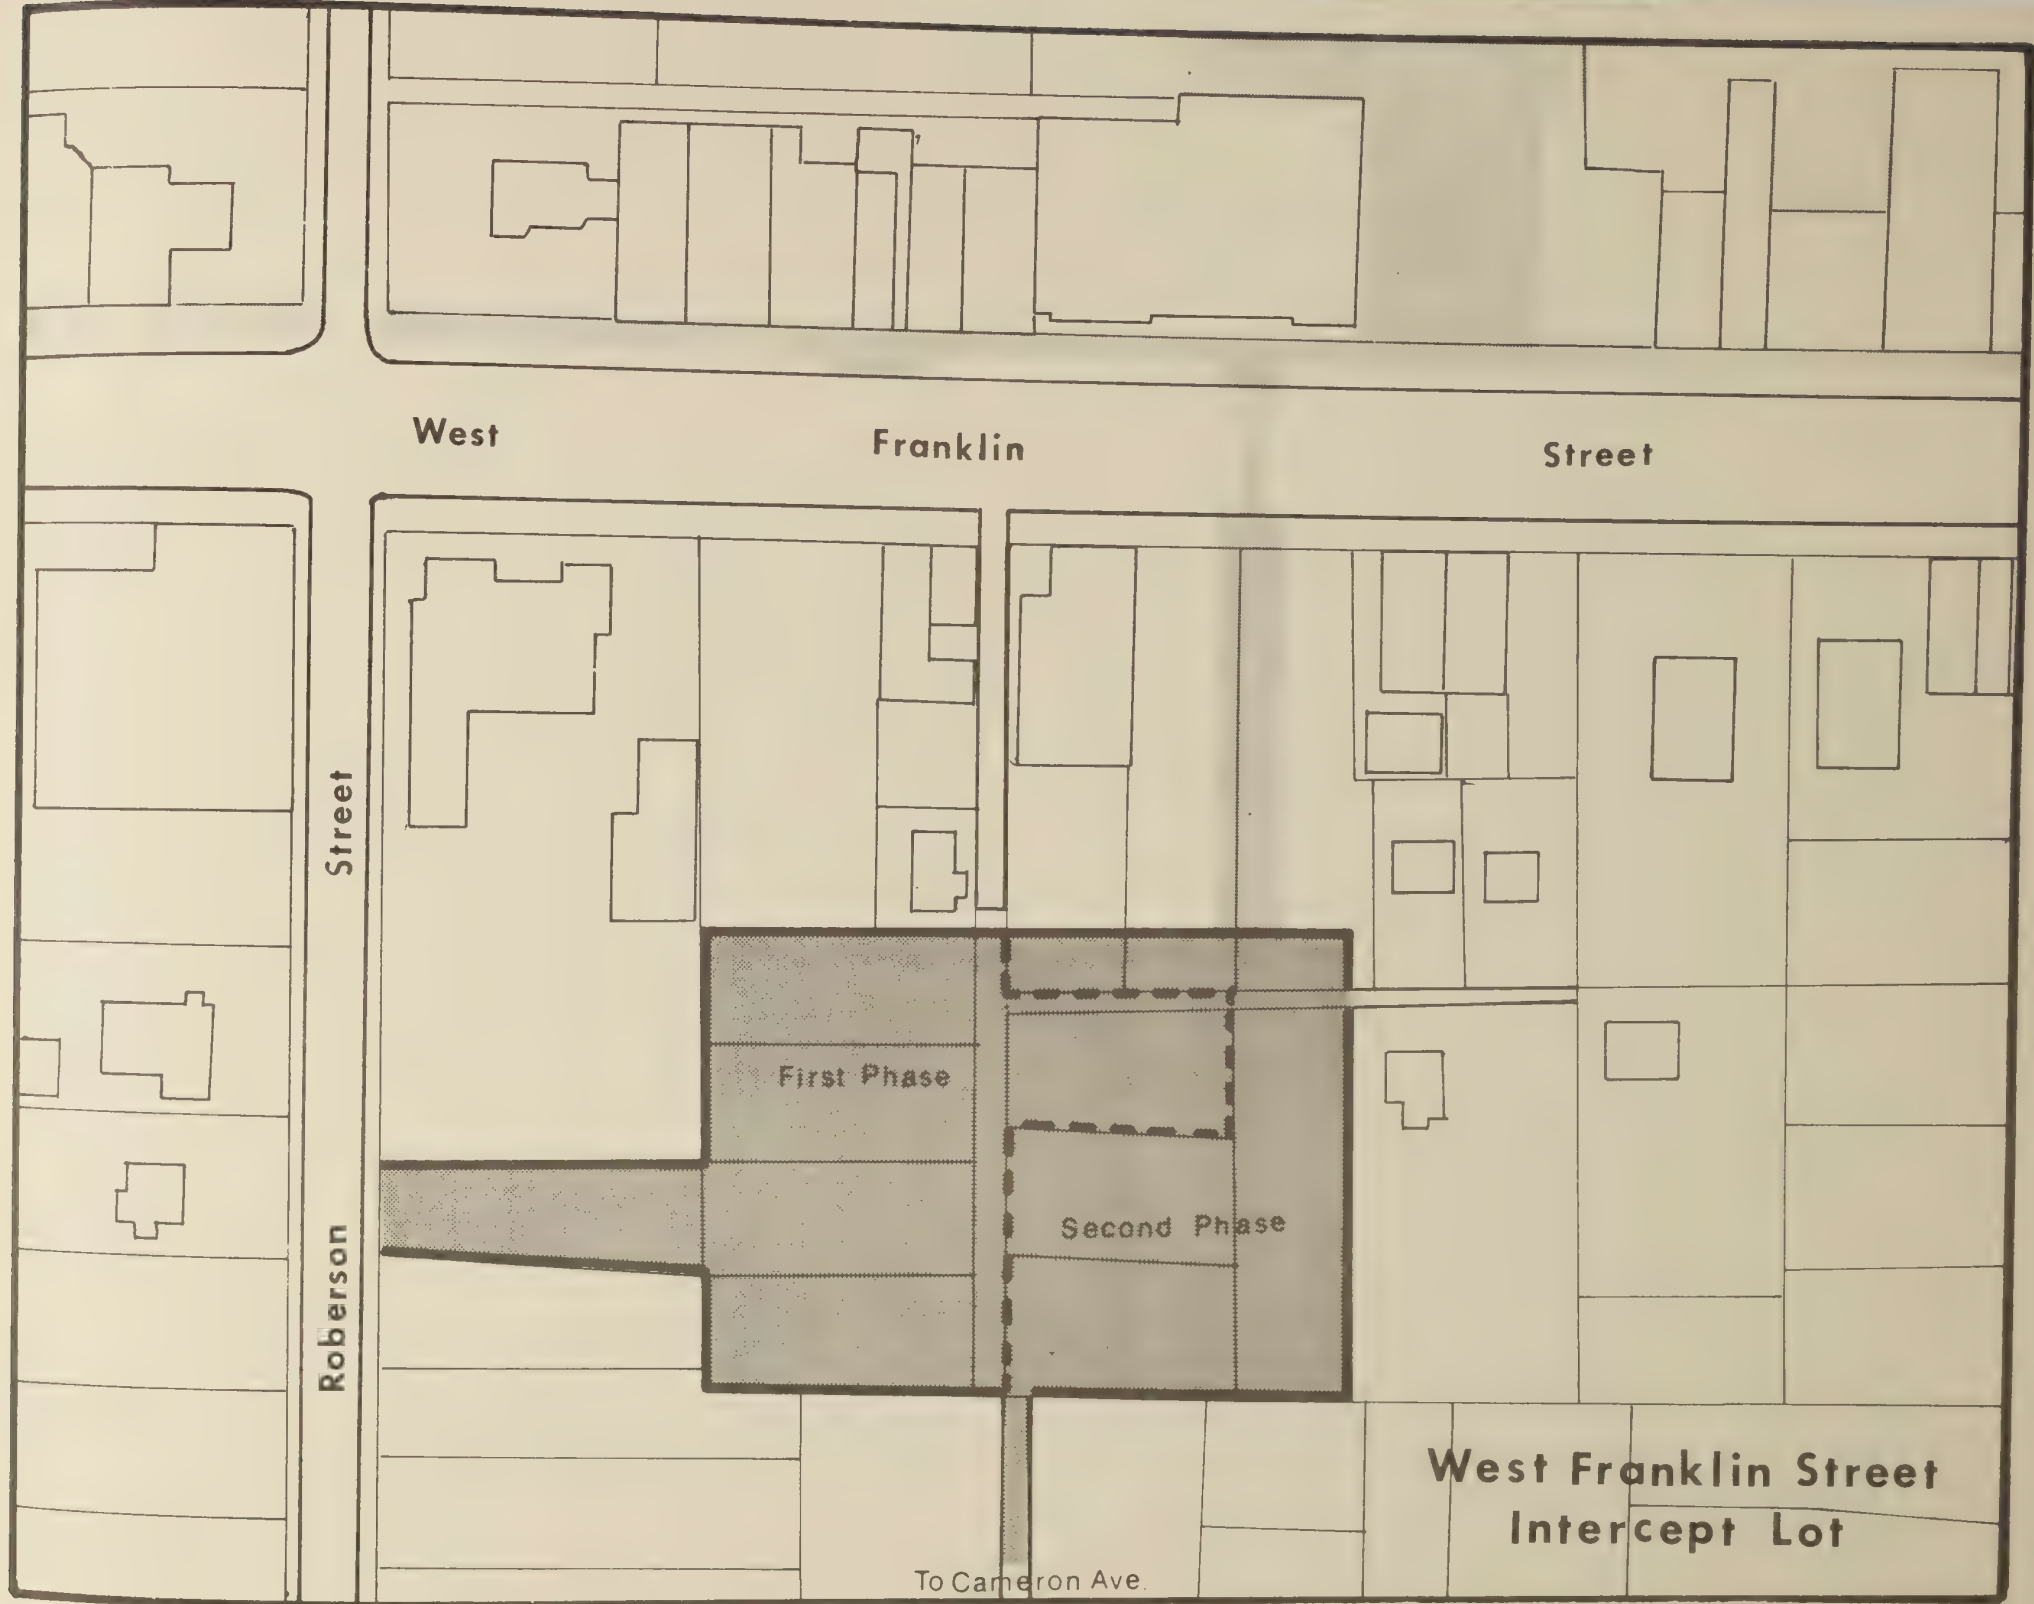 West Franklin Street
Street
Roberson
First Phase
Second Phase
West Franklin Street
Intercept Lot
To Cameron Ave.